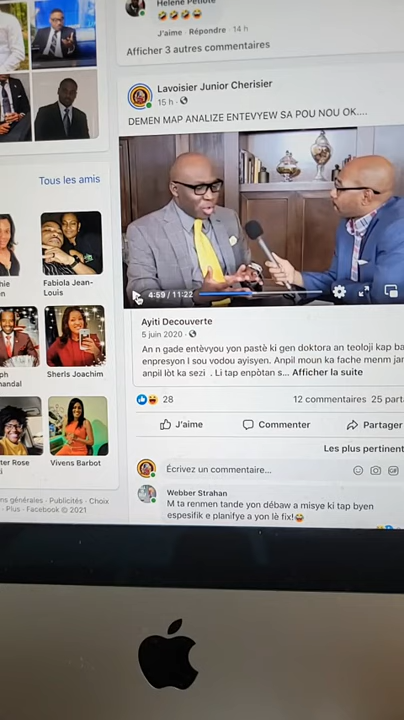 Helene Petiote
J'aime · Répondre · 14 h
Afficher 3 autres commentaires
Lavoisier Junior Cherisier
15 h ·
DEMEN MAP ANALIZE ENTEVYEW SA POU NOU OK....
4:59 / 11:22
Tous les amis
Fabiola Jean-
Louis
Sheris Joachim
Vivens Barbot
Ayiti Decouverte
5 juin 2020 ·
An n gade entèvyou yon pastè ki gen doktora an teoloji kap ba
enpresyon l sou vodou ayisyen. Anpil moun ka fache menm jan
anpil lòt ka sezi . Li tap enpòtan s... Afficher la suite
28
12 commentaires 25 part
J'aime
Commenter
Partager
Les plus pertinent
Écrivez un commentaire...
GIF
Webber Strahan
M ta renmen tande yon débaw a misye ki tap byen
espesifik e planifye a yon lè fix!
ns générales · Publicités · Choix
· Plus · Facebook © 2021